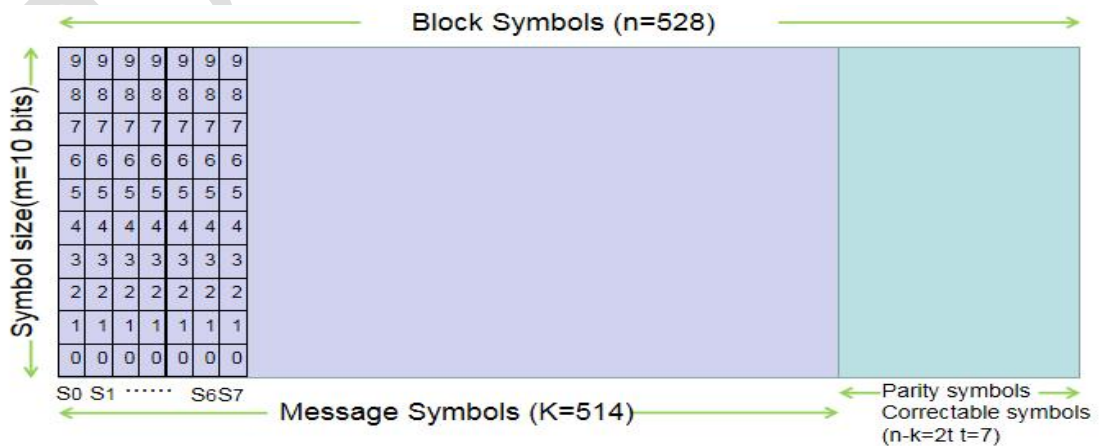 Block Symbols (n=528)
Symbol size(m=10 bits)
9 9 9 9 9 9 9
8 8 8 8 8 8 8
7 7 7 7 7 7 7
6 6 6 6 6 6 6
5 5 5 5 5 5 5
4 4 4 4 4 4 4
3 3 3 3 3 3 3
2 2 2 2 2 2 2
1 1 1 1 1 1 1
0 0 0 0 0 0 0
S0 S1 ······ S6S7
Message Symbols (K=514)
Parity symbols
Correctable symbols
(n-k=2t t=7)